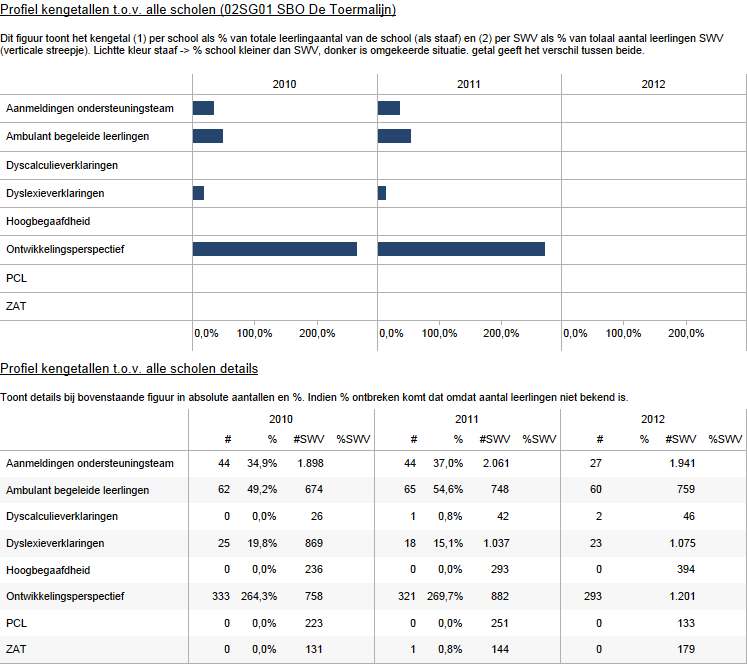 Profiel kengetallen t.o.v. alle scholen (02SG01 SBO De Toermalijn)
Dit figuur toont het kengetal (1) per school als % van totale leerlingaantal van de school (als staaf) en (2) per SWV als % van tolaal aantal leerlingen SWV
(verticale streepje). Lichtte kleur staaf -> % school kleiner dan SWV, donker is omgekeerde situatie. getal geeft het verschil tussen beide.
2010 2011 2012
Aanmeldingen ondersteuningsteam
Ambulant begeleide leerlingen
Dyscalculieverklaringen
Dyslexieverklaringen
Hoogbegaafdheid
Ontwikkelingsperspectief
PCL
ZAT
0,0% 100,0% 200,0% 0,0% 100,0% 200,0% 0,0% 100,0% 200,0%
Profiel kengetallen t.o.v. alle scholen details
Toont details bij bovenstaande figuur in absolute aantallen en %. Indien % ontbreken komt dat omdat aantal leerlingen niet bekend is.
2010 2011 2012
# % #SWV %SWV # % #SWV %SWV # % #SWV %SWV
Aanmeldingen ondersteuningsteam 44 34,9% 1.898 44 37,0% 2.061 27 1.941
Ambulant begeleide leerlingen 62 49,2% 674 65 54,6% 748 60 759
Dyscalculieverklaringen 0 0,0% 26 1 0,8% 42 2 46
Dyslexieverklaringen 25 19,8% 869 18 15,1% 1.037 23 1.075
Hoogbegaafdheid 0 0,0% 236 0 0,0% 293 0 394
Ontwikkelingsperspectief 333 264,3% 758 321 269,7% 882 293 1.201
PCL 0 0,0% 223 0 0,0% 251 0 133
ZAT 0 0,0% 131 1 0,8% 144 0 179